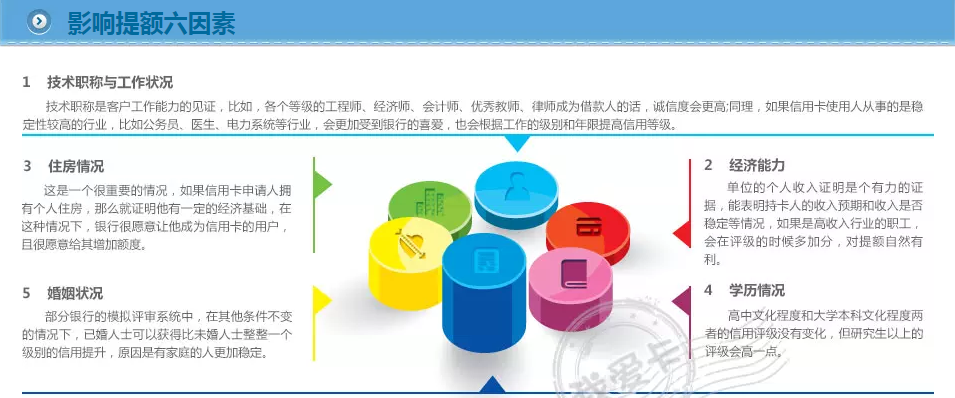 影响提额六因素
1 技术职称与工作状况
技术职称是客户工作能力的见证，比如，各个等级的工程师、经济师、会计师、优秀教师、律师成为借款人的话，诚信度会更高;同理，如果信用卡使用人从事的是稳
定性较高的行业，比如公务员、医生、电力系统等行业，会更加受到银行的喜爱，也会根据工作的级别和年限提高信用等级。
3 住房情况
这是一个很重要的情况，如果信用卡申请人拥
有个人住房，那么就证明他有一定的经济基础，在
这种情况下，银行很愿意让他成为信用卡的用户，
且很愿意给其增加额度。
2 经济能力
单位的个人收入证明是个有力的证
据，能表明持卡人的收入预期和收入是否
稳定等情况，如果是高收入行业的职工，
会在评级的时候多加分，对提额自然有
利。
5 婚姻状况
部分银行的模拟评审系统中，在其他条件不变
的情况下，已婚人士可以获得比未婚人士整整一个
级别的信用提升，原因是有家庭的人更加稳定。
4 学历情况
高中文化程度和大学本科文化程度两
者的信用评级没有变化，但研究生以上的
评级会高一点。
我爱卡